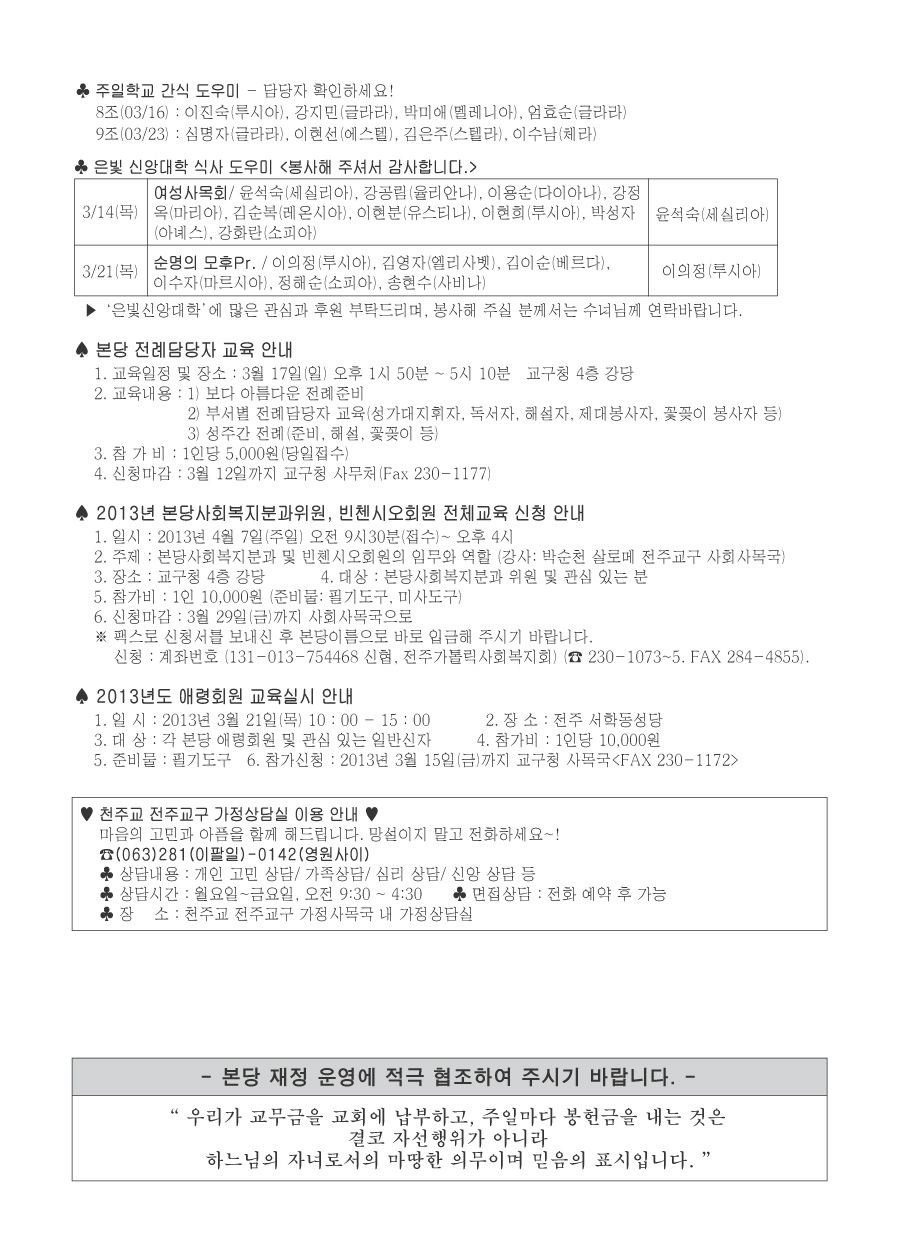 ♣ 주일학교 간식 도우미 - 담당자 확인하세요!
8조(03/16) : 이진숙(루시아), 강지민(글라라), 박미애(멜레니아), 엄효순(글라라)
9조(03/23) : 심명자(글라라), 이현선(에스텔), 김은주(스텔라), 이수남(체라)
♣ 은빛 신앙대학 식사 도우미 <봉사해 주셔서 감사합니다.>
3/14(목) 여성사목회/ 윤석숙(세실리아), 강공림(율리안나), 이용순(다이아나), 강정
옥(마리아), 김순복(레온시아), 이현분(유스티나), 이현희(루시아), 박성자 윤석숙(세실리아)
(아녜스), 강화란(소피아)
3/21(목) 순명의 모후Pr. / 이의정(루시아), 김영자(엘리사벳), 김이순(베르다), 이의정(루시아)
이수자(마르시아), 정해순(소피아), 송현수(사비나)
▶ ‘은빛신앙대학’에 많은 관심과 후원 부탁드리며, 봉사해 주실 분께서는 수녀님께 연락바랍니다.
♠ 본당 전례담당자 교육 안내
1. 교육일정 및 장소 : 3월 17일(일) 오후 1시 50분 ~ 5시 10분 교구청 4층 강당
2. 교육내용 : 1) 보다 아름다운 전례준비
2) 부서별 전례담당자 교육(성가대지휘자, 독서자, 해설자, 제대봉사자, 꽃꽂이 봉사자 등)
3) 성주간 전례(준비, 해설, 꽃꽂이 등)
3. 참 가 비 : 1인당 5,000원(당일접수)
4. 신청마감 : 3월 12일까지 교구청 사무처(Fax 230-1177)
♠ 2013년 본당사회복지분과위원, 빈첸시오회원 전체교육 신청 안내
1. 일시 : 2013년 4월 7일(주일) 오전 9시30분(접수)~ 오후 4시
2. 주제 : 본당사회복지분과 및 빈첸시오회원의 임무와 역할 (강사: 박순천 살로메 전주교구 사회사목국)
3. 장소 : 교구청 4층 강당 4. 대상 : 본당사회복지분과 위원 및 관심 있는 분
5. 참가비 : 1인 10,000원 (준비물: 필기도구, 미사도구)
6. 신청마감 : 3월 29일(금)까지 사회사목국으로
※ 팩스로 신청서를 보내신 후 본당이름으로 바로 입금해 주시기 바랍니다.
신청 : 계좌번호 (131-013-754468 신협, 전주가톨릭사회복지회) (☎ 230-1073~5. FAX 284-4855).
♠ 2013년도 애령회원 교육실시 안내
1. 일 시 : 2013년 3월 21일(목) 10 : 00 - 15 : 00 2. 장 소 : 전주 서학동성당
3. 대 상 : 각 본당 애령회원 및 관심 있는 일반신자 4. 참가비 : 1인당 10,000원
5. 준비물 : 필기도구 6. 참가신청 : 2013년 3월 15일(금)까지 교구청 사목국<FAX 230-1172>
♥ 천주교 전주교구 가정상담실 이용 안내 ♥
마음의 고민과 아픔을 함께 해드립니다. 망설이지 말고 전화하세요~!
☎(063)281(이팔일)-0142(영원사이)
♣ 상담내용 : 개인 고민 상담/ 가족상담/ 심리 상담/ 신앙 상담 등
♣ 상담시간 : 월요일~금요일, 오전 9:30 ~ 4:30 ♣ 면접상담 : 전화 예약 후 가능
♣ 장 소 : 천주교 전주교구 가정사목국 내 가정상담실
- 본당 재정 운영에 적극 협조하여 주시기 바랍니다. -
“ 우리가 교무금을 교회에 납부하고, 주일마다 봉헌금을 내는 것은
결코 자선행위가 아니라
하느님의 자녀로서의 마땅한 의무이며 믿음의 표시입니다. ”